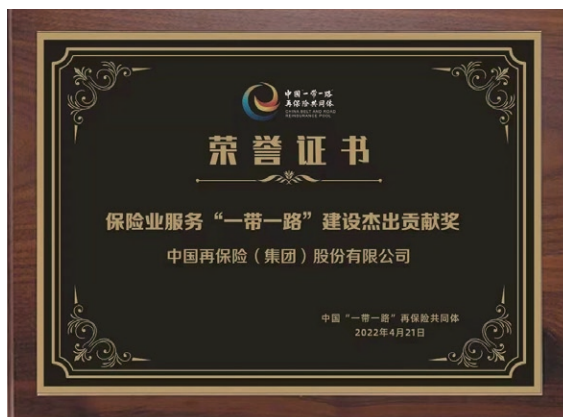 中国一带一路
再保险共同体
CHINA BELT AND ROAD
REINSURANCE POOL
荣誉证书
保险业服务“一带一路”建设杰出贡献奖
中国再保险（集团）股份有限公司
中国“一带一路”再保险共同体
2022年4月21日